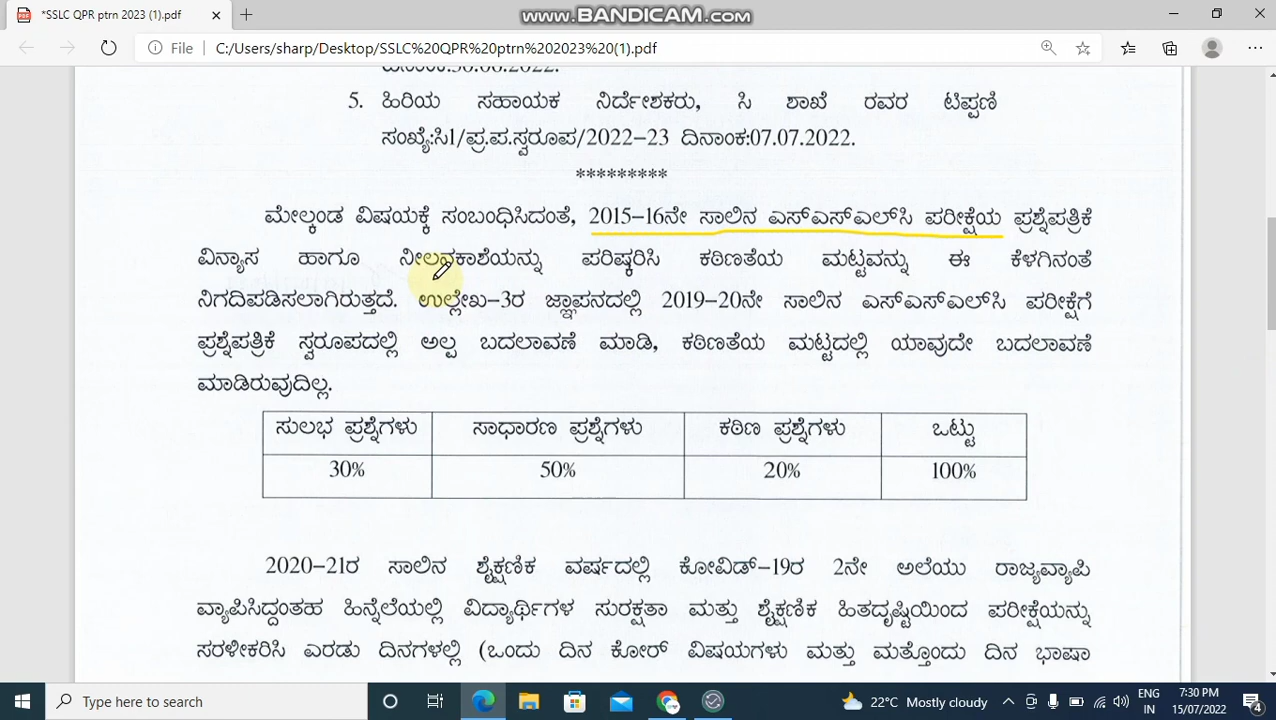 *SSLC QPR ptrn 2023 (1).pdf
www.BANDICAM.com
File C:/Users/sharp/Desktop/SSLC%20QPR%20ptrn%202023%20(1).pdf
ದಿನಾಂಕ:30.06.2022.
5. ಹಿರಿಯ ಸಹಾಯಕ ನಿರ್ದೇಶಕರು, ಸಿ ಶಾಖೆ ರವರ ಟಿಪ್ಪಣಿ
ಸಂಖ್ಯೆ:ಸಿ1/ಪ್ರ.ಪ.ಸ್ವರೂಪ/2022-23 ದಿನಾಂಕ:07.07.2022.
*********
ಮೇಲ್ಕಂಡ ವಿಷಯಕ್ಕೆ ಸಂಬಂಧಿಸಿದಂತೆ, 2015-16ನೇ ಸಾಲಿನ ಎಸ್ಎಸ್ಎಲ್‌ಸಿ ಪರೀಕ್ಷೆಯ ಪ್ರಶ್ನೆಪತ್ರಿಕೆ
ವಿನ್ಯಾಸ ಹಾಗೂ ನೀಲನಕಾಶೆಯನ್ನು ಪರಿಷ್ಕರಿಸಿ ಕಠಿಣತೆಯ ಮಟ್ಟವನ್ನು ಈ ಕೆಳಗಿನಂತೆ
ನಿಗದಿಪಡಿಸಲಾಗಿರುತ್ತದೆ. ಉಲ್ಲೇಖ-3ರ ಜ್ಞಾಪನದಲ್ಲಿ 2019-20ನೇ ಸಾಲಿನ ಎಸ್ಎಸ್ಎಲ್‌ಸಿ ಪರೀಕ್ಷೆಗೆ
ಪ್ರಶ್ನೆಪತ್ರಿಕೆ ಸ್ವರೂಪದಲ್ಲಿ ಅಲ್ಪ ಬದಲಾವಣೆ ಮಾಡಿ, ಕಠಿಣತೆಯ ಮಟ್ಟದಲ್ಲಿ ಯಾವುದೇ ಬದಲಾವಣೆ
ಮಾಡಿರುವುದಿಲ್ಲ.
ಸುಲಭ ಪ್ರಶ್ನೆಗಳು ಸಾಧಾರಣ ಪ್ರಶ್ನೆಗಳು ಕಠಿಣ ಪ್ರಶ್ನೆಗಳು ಒಟ್ಟು
30% 50% 20% 100%
2020-21ರ ಸಾಲಿನ ಶೈಕ್ಷಣಿಕ ವರ್ಷದಲ್ಲಿ ಕೋವಿಡ್-19ರ 2ನೇ ಅಲೆಯು ರಾಜ್ಯವ್ಯಾಪಿ
ವ್ಯಾಪಿಸಿದ್ದಂತಹ ಹಿನ್ನೆಲೆಯಲ್ಲಿ ವಿದ್ಯಾರ್ಥಿಗಳ ಸುರಕ್ಷತಾ ಮತ್ತು ಶೈಕ್ಷಣಿಕ ಹಿತದೃಷ್ಟಿಯಿಂದ ಪರೀಕ್ಷೆಯನ್ನು
ಸರಳೀಕರಿಸಿ ಎರಡು ದಿನಗಳಲ್ಲಿ (ಒಂದು ದಿನ ಕೋರ್ ವಿಷಯಗಳು ಮತ್ತು ಮತ್ತೊಂದು ದಿನ ಭಾಷಾ
Type here to search
22°C Mostly cloudy
ENG
IN
7:30 PM
15/07/2022
4